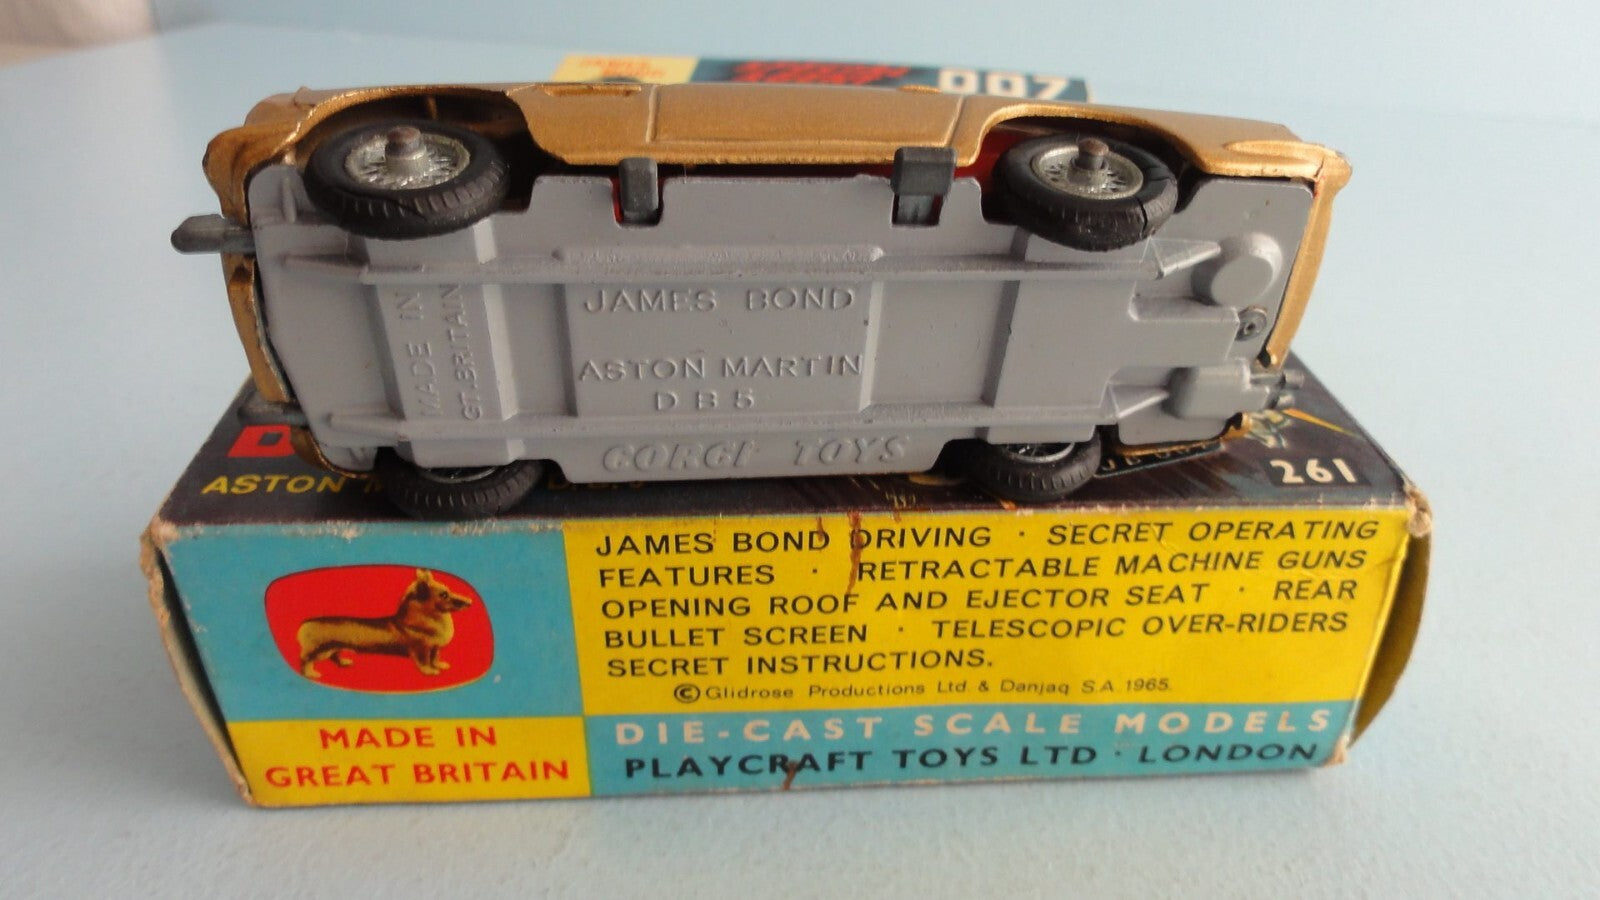 007
MADE IN
GT.BRITAIN
JAMES BOND
ASTON MARTIN
DB5
CORGI TOYS
ASTON
261
JAMES BOND DRIVING · SECRET OPERATING
FEATURES · RETRACTABLE MACHINE GUNS
OPENING ROOF AND EJECTOR SEAT · REAR
BULLET SCREEN · TELESCOPIC OVER-RIDERS
SECRET INSTRUCTIONS.
© Glidrose Productions Ltd. & Danjaq S.A. 1965.
MADE IN
GREAT BRITAIN
DIE-CAST SCALE MODELS
PLAYCRAFT TOYS LTD · LONDON